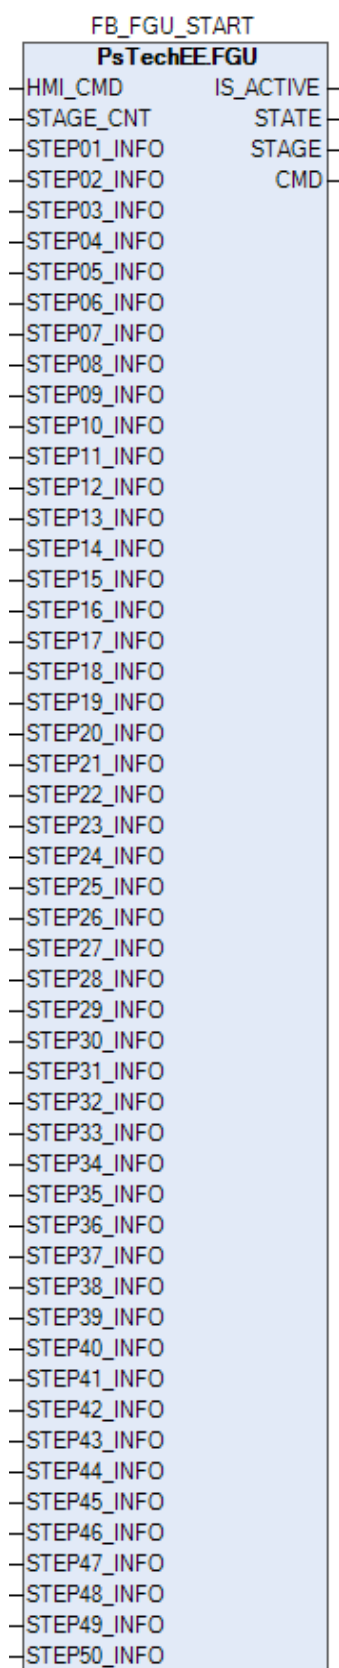 FB_FGU_START
PsTechEE.FGU
HMI_CMD IS_ACTIVE
STAGE_CNT STATE
STEP01_INFO STAGE
STEP02_INFO CMD
STEP03_INFO
STEP04_INFO
STEP05_INFO
STEP06_INFO
STEP07_INFO
STEP08_INFO
STEP09_INFO
STEP10_INFO
STEP11_INFO
STEP12_INFO
STEP13_INFO
STEP14_INFO
STEP15_INFO
STEP16_INFO
STEP17_INFO
STEP18_INFO
STEP19_INFO
STEP20_INFO
STEP21_INFO
STEP22_INFO
STEP23_INFO
STEP24_INFO
STEP25_INFO
STEP26_INFO
STEP27_INFO
STEP28_INFO
STEP29_INFO
STEP30_INFO
STEP31_INFO
STEP32_INFO
STEP33_INFO
STEP34_INFO
STEP35_INFO
STEP36_INFO
STEP37_INFO
STEP38_INFO
STEP39_INFO
STEP40_INFO
STEP41_INFO
STEP42_INFO
STEP43_INFO
STEP44_INFO
STEP45_INFO
STEP46_INFO
STEP47_INFO
STEP48_INFO
STEP49_INFO
STEP50_INFO